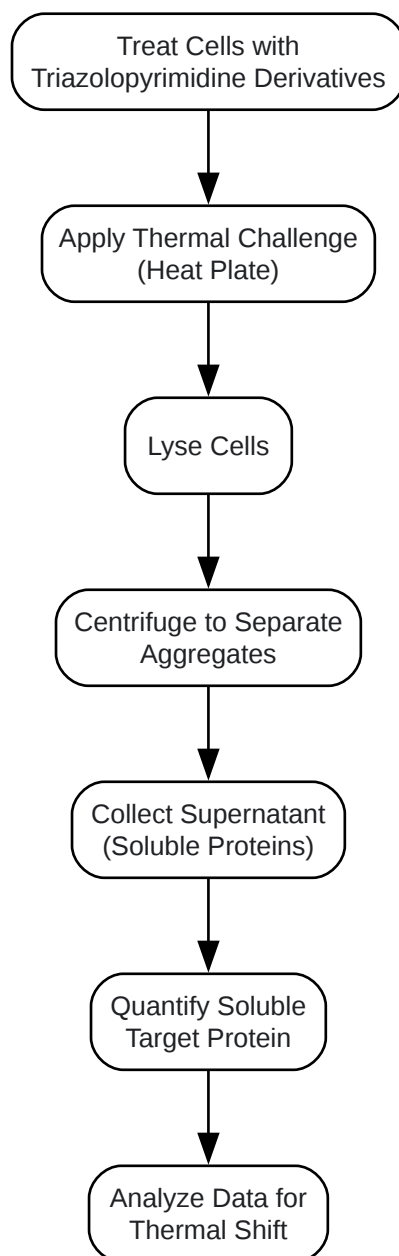 Treat Cells with
Triazolopyrimidine Derivatives
Apply Thermal Challenge
(Heat Plate)
Lyse Cells
Centrifuge to Separate
Aggregates
Collect Supernatant
(Soluble Proteins)
Quantify Soluble
Target Protein
Analyze Data for
Thermal Shift